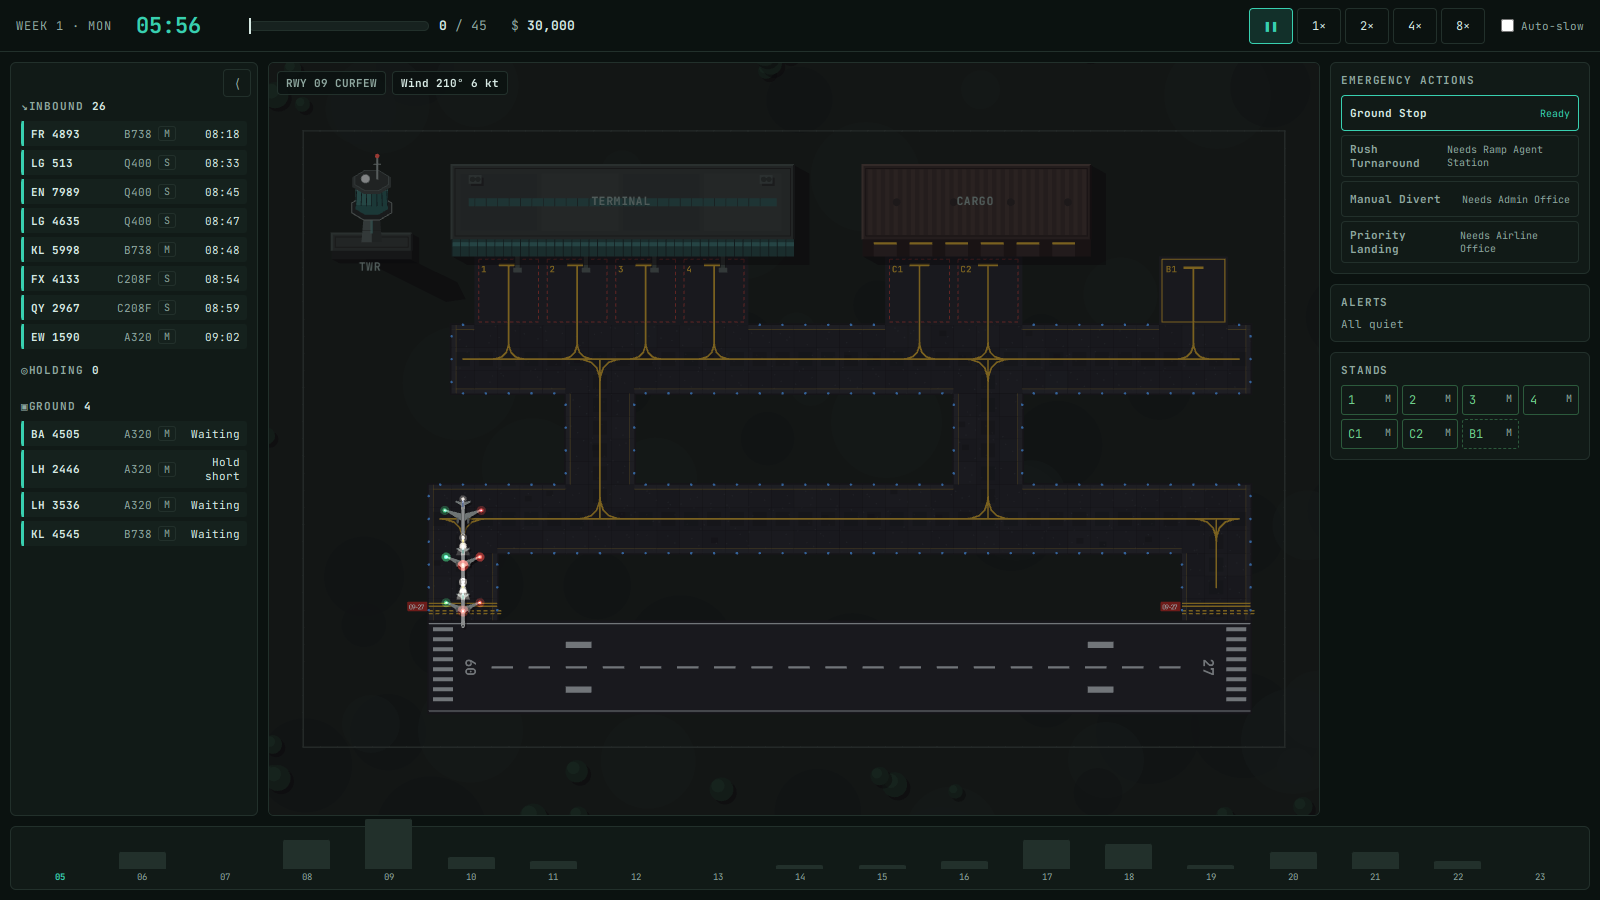 WEEK 1 · MON 05:56 0 / 45 $ 30,000 1× 2× 4× 8× Auto-slow
RWY 09 CURFEW Wind 210° 6 kt
INBOUND 26
FR 4893 B738 M 08:18
LG 513 Q400 S 08:33
EN 7989 Q400 S 08:45
LG 4635 Q400 S 08:47
KL 5998 B738 M 08:48
FX 4133 C208F S 08:54
QY 2967 C208F S 08:59
EW 1590 A320 M 09:02
HOLDING 0
GROUND 4
BA 4505 A320 M Waiting
LH 2446 A320 M Hold short
LH 3536 A320 M Waiting
KL 4545 B738 M Waiting
TERMINAL
CARGO
TWR
1 2 3 4 C1 C2 B1
09-27 09-27
09 27
EMERGENCY ACTIONS
Ground Stop Ready
Rush Turnaround Needs Ramp Agent Station
Manual Divert Needs Admin Office
Priority Landing Needs Airline Office
ALERTS
All quiet
STANDS
1 M 2 M 3 M 4 M
C1 M C2 M B1 M
05 06 07 08 09 10 11 12 13 14 15 16 17 18 19 20 21 22 23